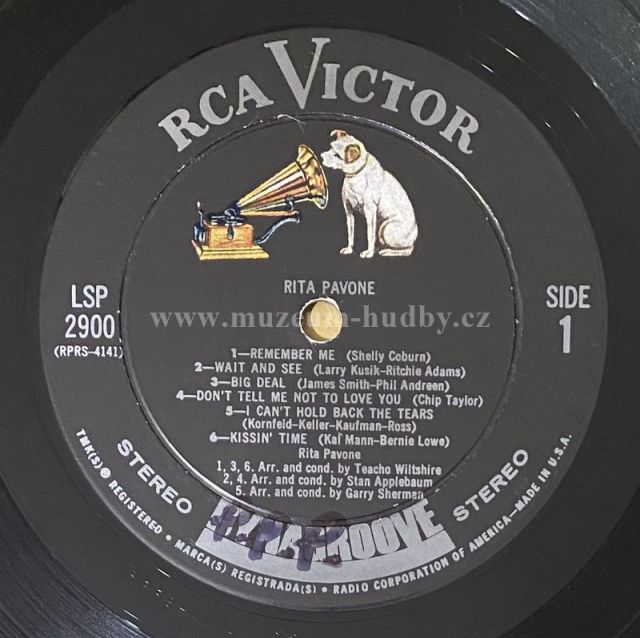 RCA VICTOR
RITA PAVONE
LSP
2900
(RPRS-4141)
SIDE
1
www.muzeum-hudby.cz
1—REMEMBER ME (Shelly Coburn)
2—WAIT AND SEE (Larry Kusik-Ritchie Adams)
3—BIG DEAL (James Smith-Phil Andreen)
4—DON'T TELL ME NOT TO LOVE YOU (Chip Taylor)
5—I CAN'T HOLD BACK THE TEARS
(Kornfeld-Keller-Kaufman-Ross)
6—KISSIN' TIME (Kal Mann-Bernie Lowe)
Rita Pavone
1, 3, 6. Arr. and cond. by Teacho Wiltshire
2, 4. Arr. and cond. by Stan Applebaum
5. Arr. and cond. by Garry Sherman
STEREO
DYNAGROOVE
STEREO
TMK(S) ® REGISTERED • MARCA(S) REGISTRADA(S) • RADIO CORPORATION OF AMERICA—MADE IN U.S.A.